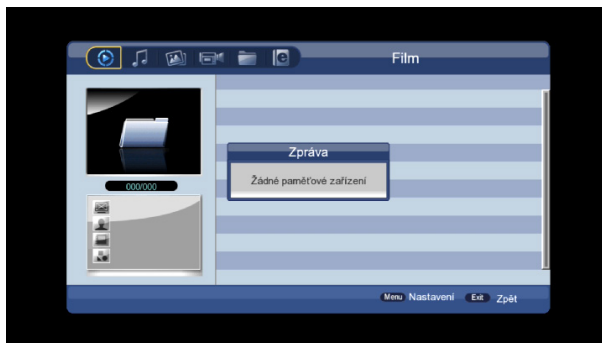 Film
Zpráva
Žádné paměťové zařízení
000/000
Menu Nastavení Exit Zpět